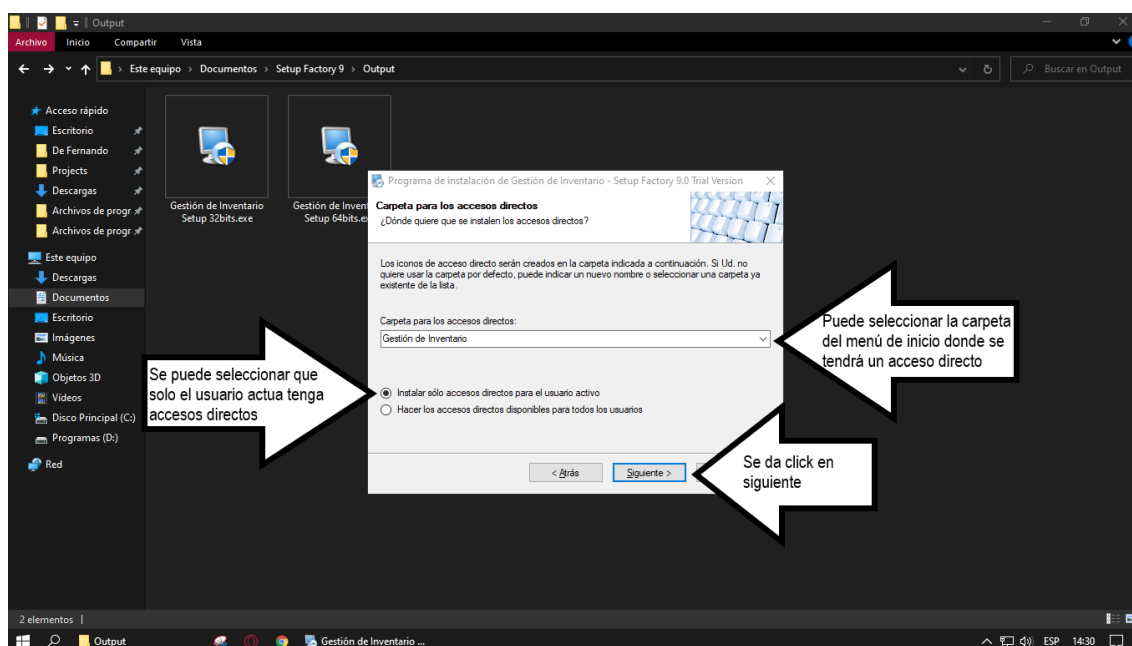 Output
Archivo Inicio Compartir Vista
Este equipo > Documentos > Setup Factory 9 > Output
Buscar en Output
Acceso rápido
Escritorio
De Fernando
Projects
Descargas
Archivos de progr
Archivos de progr
Este equipo
Descargas
Documentos
Escritorio
Imágenes
Música
Objetos 3D
Vídeos
Disco Principal (C:)
Programas (D:)
Red
Gestión de Inventario
Setup 32bits.exe
Gestión de Inven
Setup 64bits.e
Programa de instalación de Gestión de Inventario - Setup Factory 9.0 Trial Version
Carpeta para los accesos directos
¿Dónde quiere que se instalen los accesos directos?
Los iconos de acceso directo serán creados en la carpeta indicada a continuación. Si Ud. no
quiere usar la carpeta por defecto, puede indicar un nuevo nombre o seleccionar una carpeta ya
existente de la lista.
Carpeta para los accesos directos:
Gestión de Inventario
Instalar sólo accesos directos para el usuario activo
Hacer los accesos directos disponibles para todos los usuarios
< Atrás
Siguiente >
Puede seleccionar la carpeta
del menú de inicio donde se
tendrá un acceso directo
Se puede seleccionar que
solo el usuario actua tenga
accesos directos
Se da click en
siguiente
2 elementos
Output
Gestión de Inventario ...
ESP
14:30